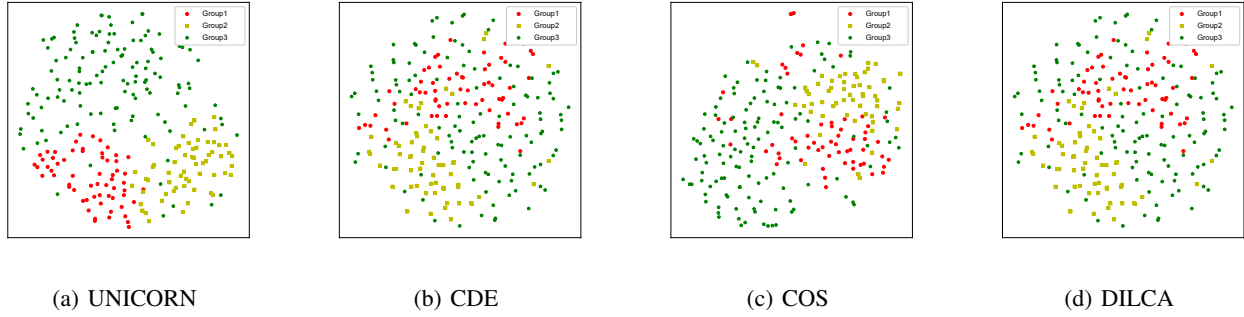 Group1
Group2
Group3
Group1
Group2
Group3
Group1
Group2
Group3
Group1
Group2
Group3
(a) UNICORN
(b) CDE
(c) COS
(d) DILCA